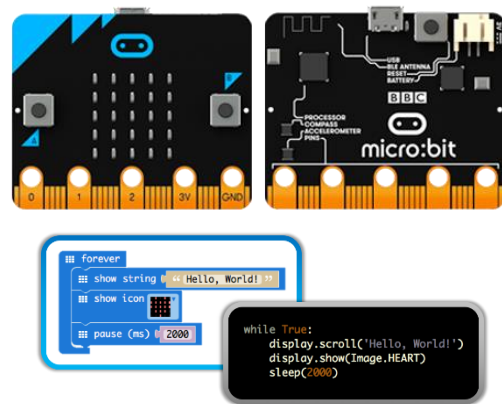 A
B
0 1 2 3V GND
USB
BLE ANTENNA
RESET
BATTERY
BBC
PROCESSOR
COMPASS
ACCELEROMETER
PINS
micro:bit
forever
show string “ Hello, World! ”
show icon
pause (ms) 2000
while True:
display.scroll('Hello, World!')
display.show(Image.HEART)
sleep(2000)